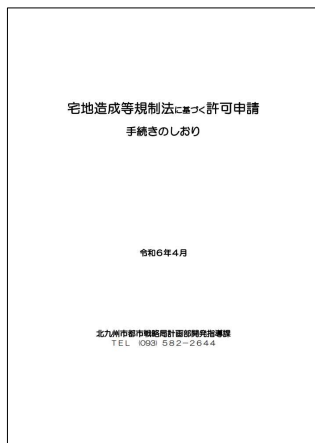 宅地造成等規制法に基づく許可申請
手続きのしおり
令和6年4月
北九州市都市戦略局計画部開発指導課
TEL (093) 582-2644